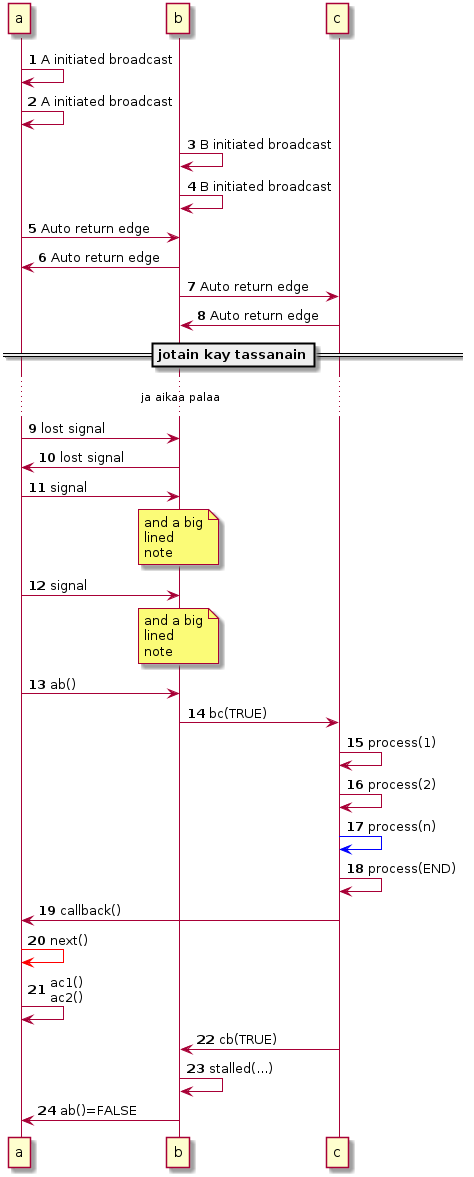 a b c
1 A initiated broadcast
2 A initiated broadcast
3 B initiated broadcast
4 B initiated broadcast
5 Auto return edge
6 Auto return edge
7 Auto return edge
8 Auto return edge
jotain kay tassanain
ja aikaa palaa
9 lost signal
10 lost signal
11 signal
and a big
lined
note
12 signal
and a big
lined
note
13 ab()
14 bc(TRUE)
15 process(1)
16 process(2)
17 process(n)
18 process(END)
19 callback()
20 next()
21 ac1()
ac2()
22 cb(TRUE)
23 stalled(...)
24 ab()=FALSE
a b c